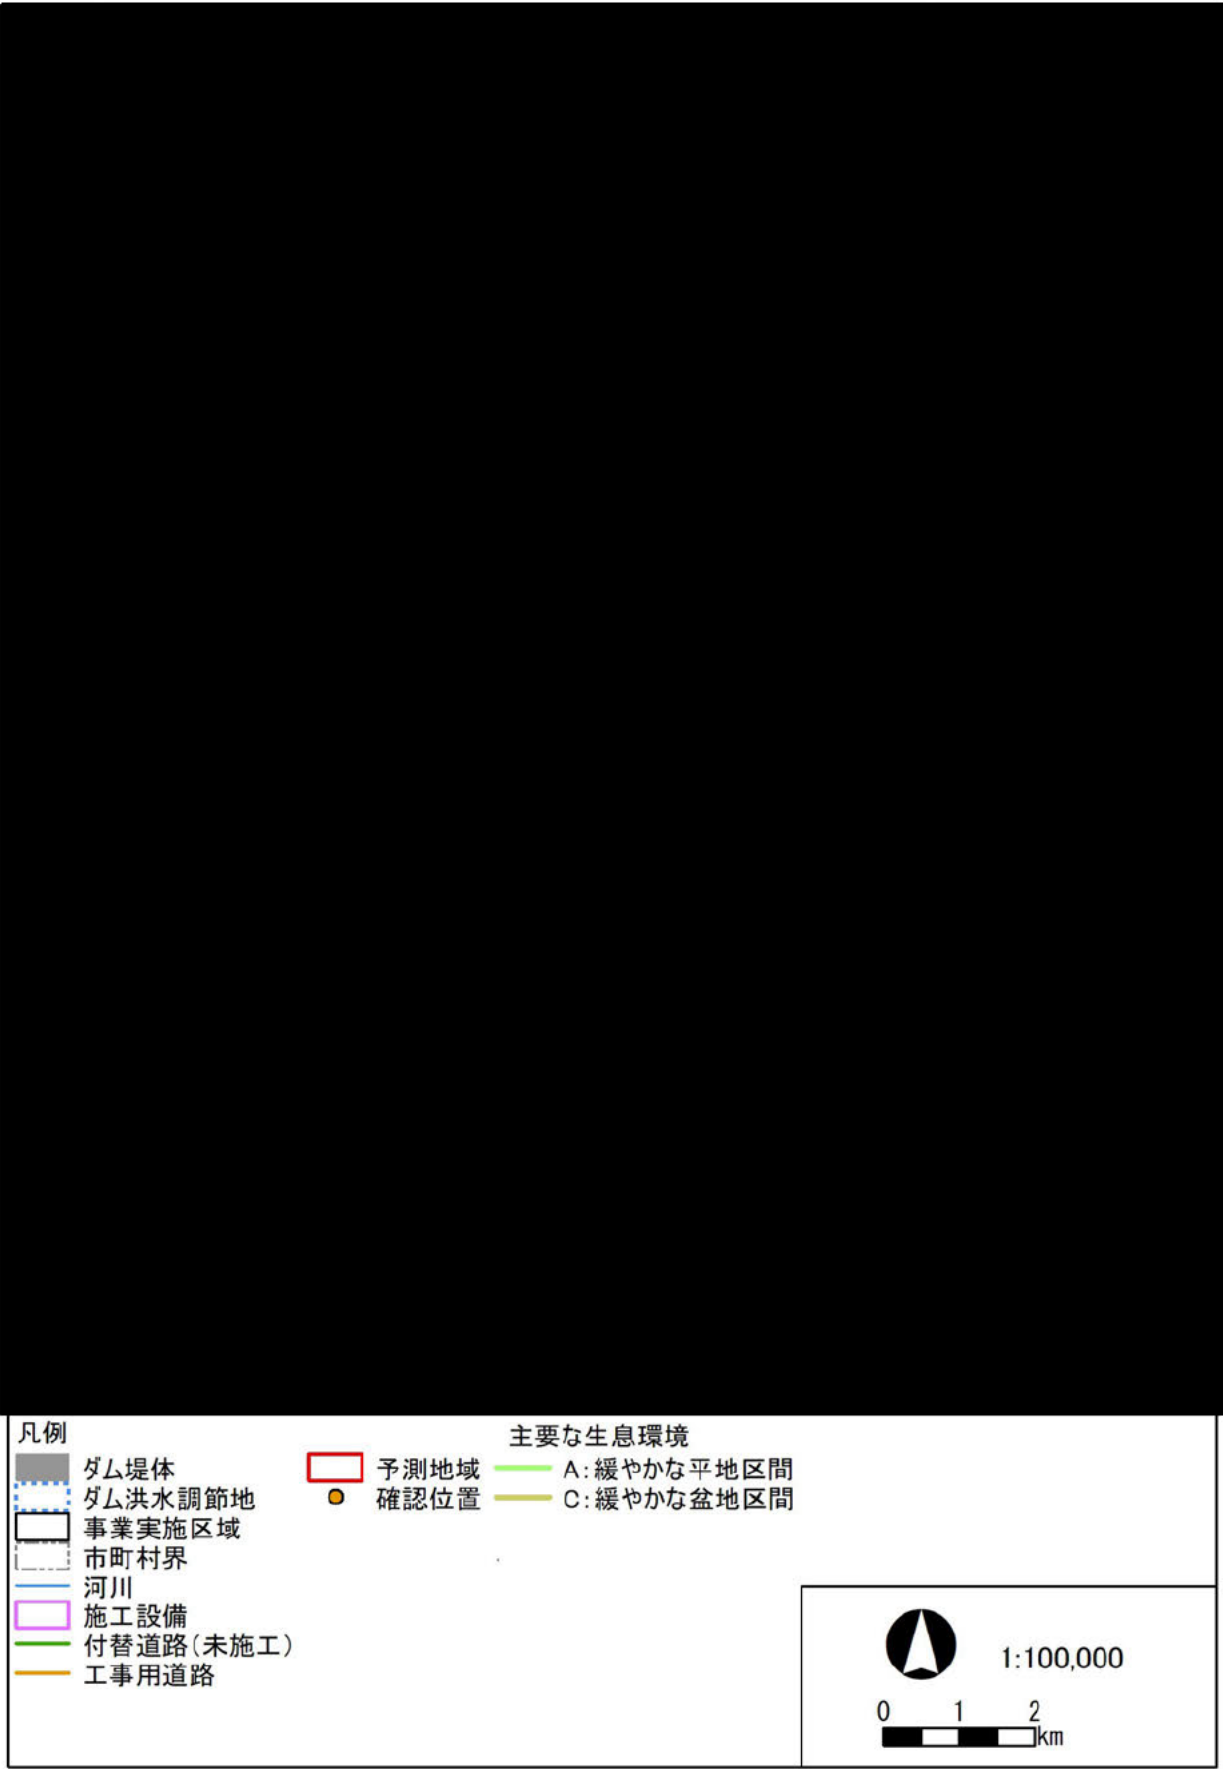 凡例
ダム堤体
ダム洪水調節地
事業実施区域
市町村界
河川
施工設備
付替道路(未施工)
工事用道路
予測地域
確認位置
主要な生息環境
A:緩やかな平地区間
C:緩やかな盆地区間
1:100,000
0 1 2
km